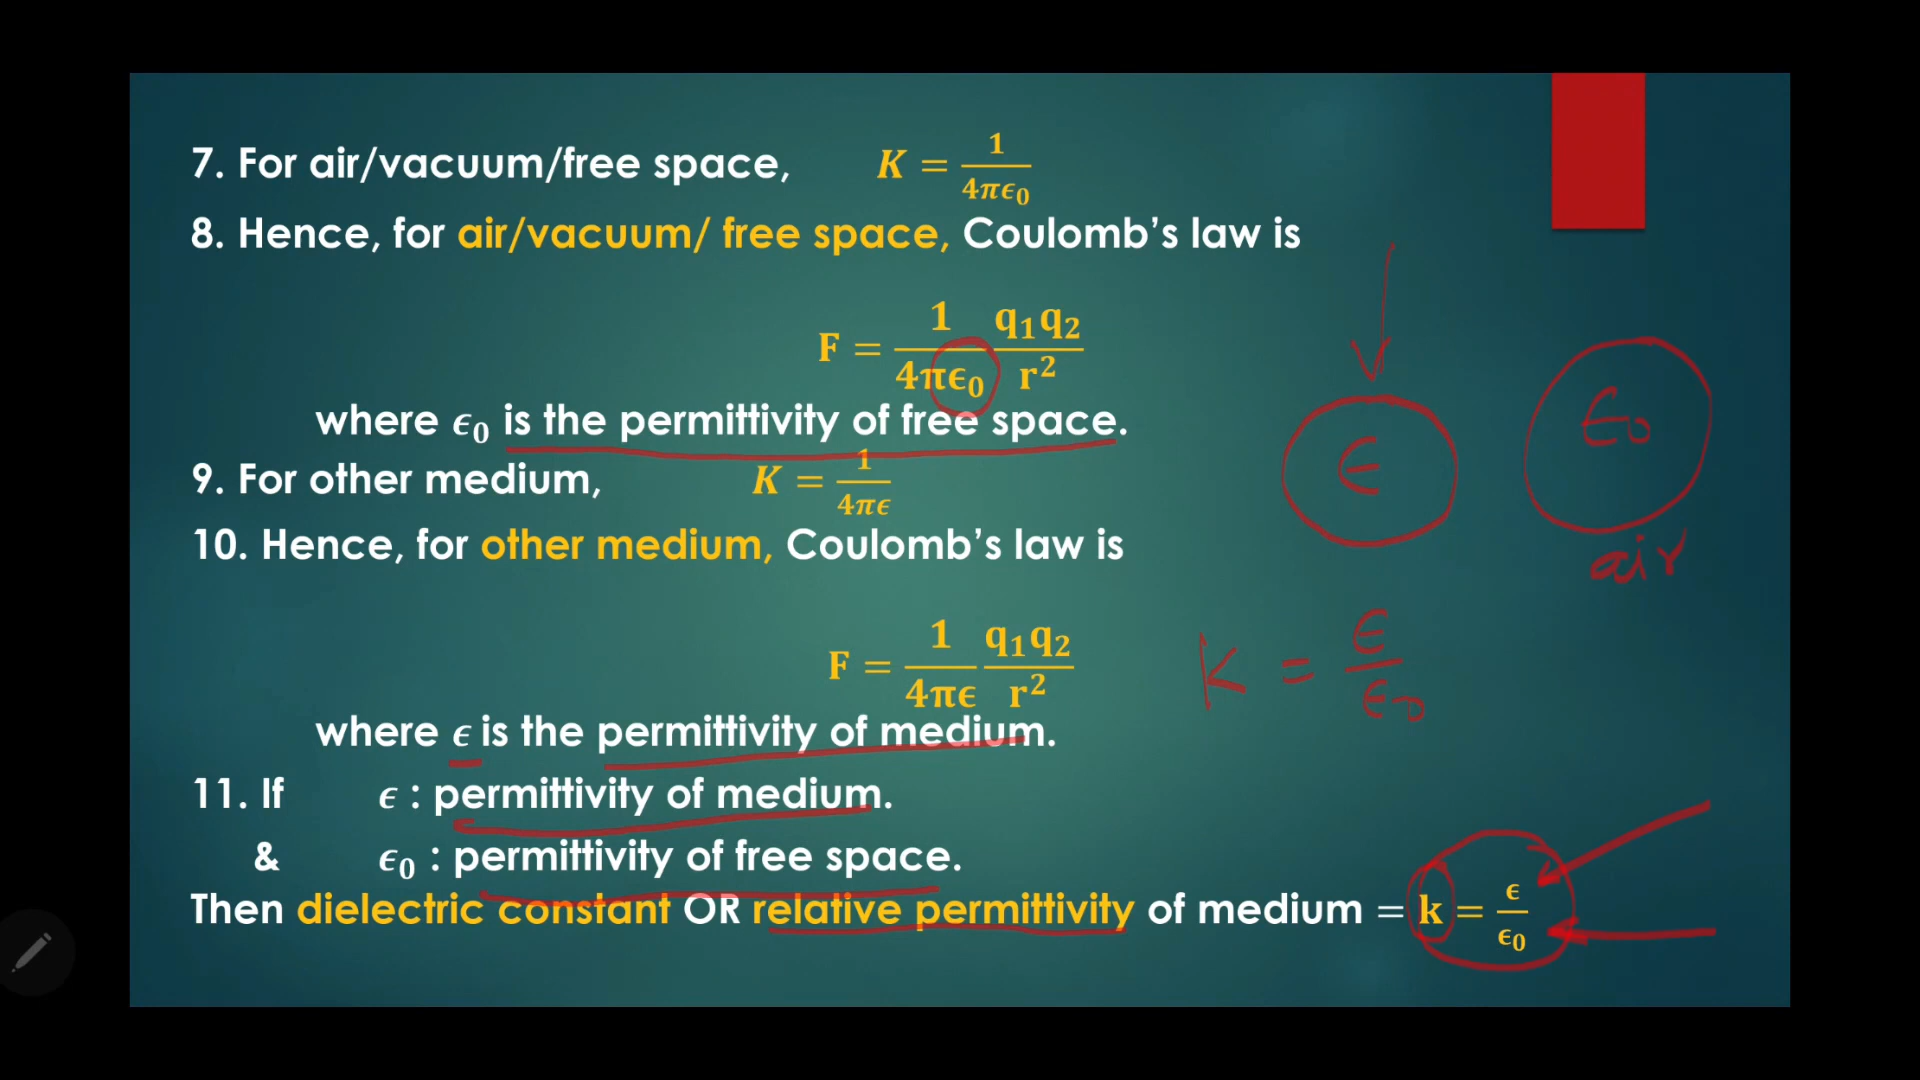 7. For air/vacuum/free space, K = 1/4πϵ₀
8. Hence, for air/vacuum/ free space, Coulomb’s law is
F = 1/4πϵ₀ q₁q₂/r²
where ϵ₀ is the permittivity of free space.
9. For other medium, K = 1/4πϵ
10. Hence, for other medium, Coulomb’s law is
F = 1/4πϵ q₁q₂/r²
where ϵ is the permittivity of medium.
11. If ϵ : permittivity of medium.
& ϵ₀ : permittivity of free space.
Then dielectric constant OR relative permittivity of medium = k = ϵ/ϵ₀
ϵ
ϵ₀
air
K = ϵ/ϵ₀